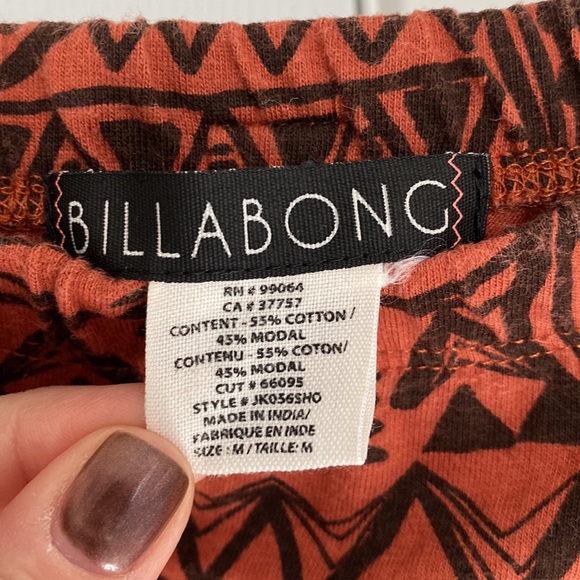 BILLABONG
RN # 99064
CA # 37757
CONTENT - 55% COTTON /
45% MODAL
CONTENU - 55% COTON/
45% MODAL
CUT # 66095
STYLE # JK056SHO
MADE IN INDIA/
FABRIQUE EN INDE
SIZE : M / TAILLE: M